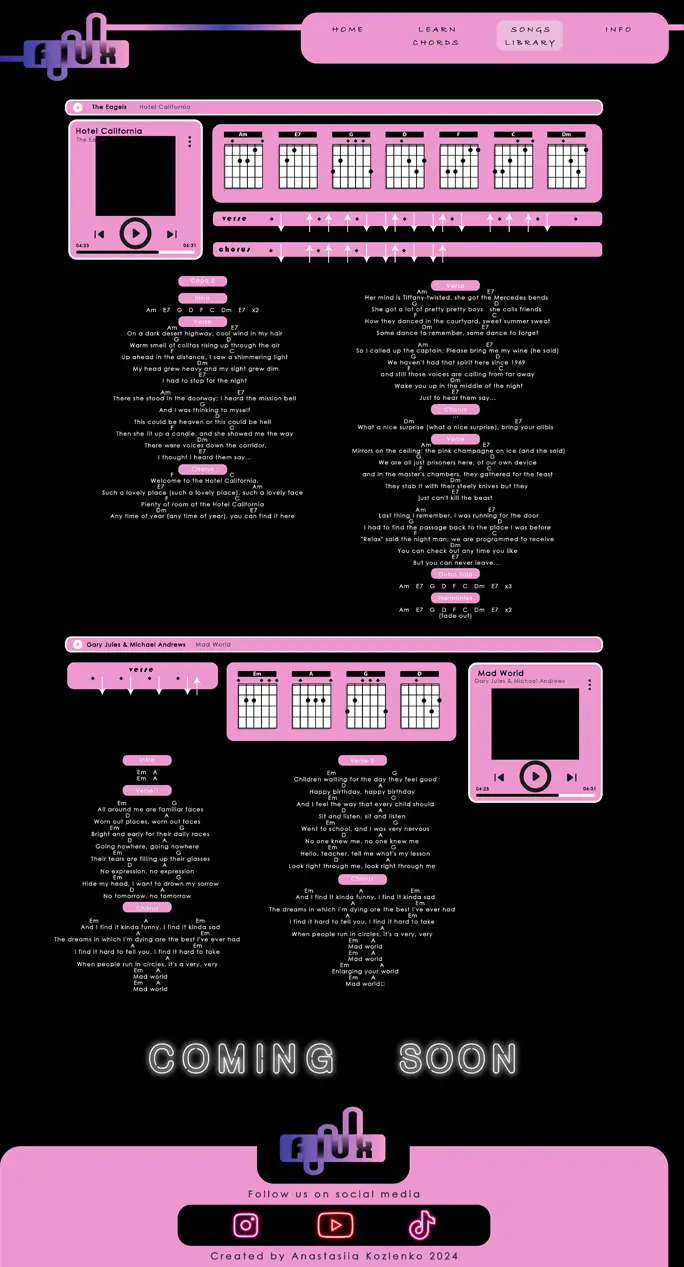 FJUX
HOME
LEARN CHORDS
SONGS LIBRARY
INFO
The Eagels Hotel California
Hotel California
The Ea
04:25 04:31
Am E7 G D F C Dm
verse
chorus
Capo 2
Intro
Am E7 G D F C Dm E7 x2
Verse
Am E7
On a dark desert highway, cool wind in my hair
G D
Warm smell of colitas rising up through the air
F C
Up ahead in the distance, I saw a shimmering light
Dm
My head grew heavy and my sight grew dim
E7
I had to stop for the night
Am E7
There she stood in the doorway; I heard the mission bell
G
And I was thinking to myself
D
This could be heaven or this could be hell
F C
Then she lit up a candle, and she showed me the way
Dm
There were voices down the corridor,
E7
I thought I heard them say...
Chorus
F C
Welcome to the Hotel California.
E7 Am
Such a lovely place (such a lovely place), such a lovely face
F C
Plenty of room at the Hotel California
Dm E7
Any time of year (any time of year), you can find it here
Verse
Am E7
Her mind is Tiffany-twisted, she got the Mercedes bends
G D
She got a lot of pretty pretty boys she calls friends
F C
How they danced in the courtyard, sweet summer sweat
Dm E7
Some dance to remember, some dance to forget
Am E7
So I called up the captain; Please bring me my wine (he said)
G D
We haven't had that spirit here since 1969
F C
and still those voices are calling from far away
Dm
Wake you up in the middle of the night
E7
Just to hear them say...
Chorus
...
Dm E7
What a nice surprise (what a nice surprise), bring your alibis
Verse
Am E7
Mirrors on the ceiling; the pink champagne on ice (and she said)
G D
We are all just prisoners here, of our own device
F C
and in the master's chambers, they gathered for the feast
Dm
They stab it with their steely knives but they
E7
just can't kill the beast
Am E7
Last thing I remember, I was running for the door
G D
I had to find the passage back to the place I was before
F C
"Relax" said the night man; we are programmed to receive
Dm
You can check out any time you like
E7
But you can never leave...
Guitar Solo
Am E7 G D F C Dm E7 x3
Harmonies
Am E7 G D F C Dm E7 x2
(fade out)
Gary Jules & Michael Andrews Mad World
verse
Em A G D
Mad World
Gary Jules & Michael Andrews
04:25 04:31
Intro
Em A
Em A
Verse 1
Em G
All around me are familiar faces
D A
Worn out places, worn out faces
Em G
Bright and early for their daily races
D A
Going nowhere, going nowhere
Em G
Their tears are filling up their glasses
D A
No expression, no expression
Em G
Hide my head, I want to drown my sorrow
D A
No tomorrow, no tomorrow
Chorus
Em A Em
And I find it kinda funny, I find it kinda sad
A
The dreams in which I'm dying are the best I've ever had
A Em
I find it hard to tell you, I find it hard to take
A
When people run in circles, it's a very, very
Em A
Mad world
Em A
Mad world
Verse 2
Em G
Children waiting for the day they feel good
D A
Happy birthday, happy birthday
Em G
And I feel the way that every child should
D A
Sit and listen, sit and listen
Em G
Went to school, and I was very nervous
D A
No one knew me, no one knew me
Em G
Hello, teacher, tell me what's my lesson
D A
Look right through me, look right through me
Chorus
Em A Em
And I find it kinda funny, I find it kinda sad
A Em
The dreams in which I'm dying are the best I've ever had
A Em
I find it hard to tell you, I find it hard to take
A
When people run in circles, it's a very, very
Em A
Mad world
Em A
Mad world
Em A
Enlarging your world
Em A
Mad world
COMING SOON
FJUX
Follow us on social media
Created by Anastasiia Kozlenko 2024